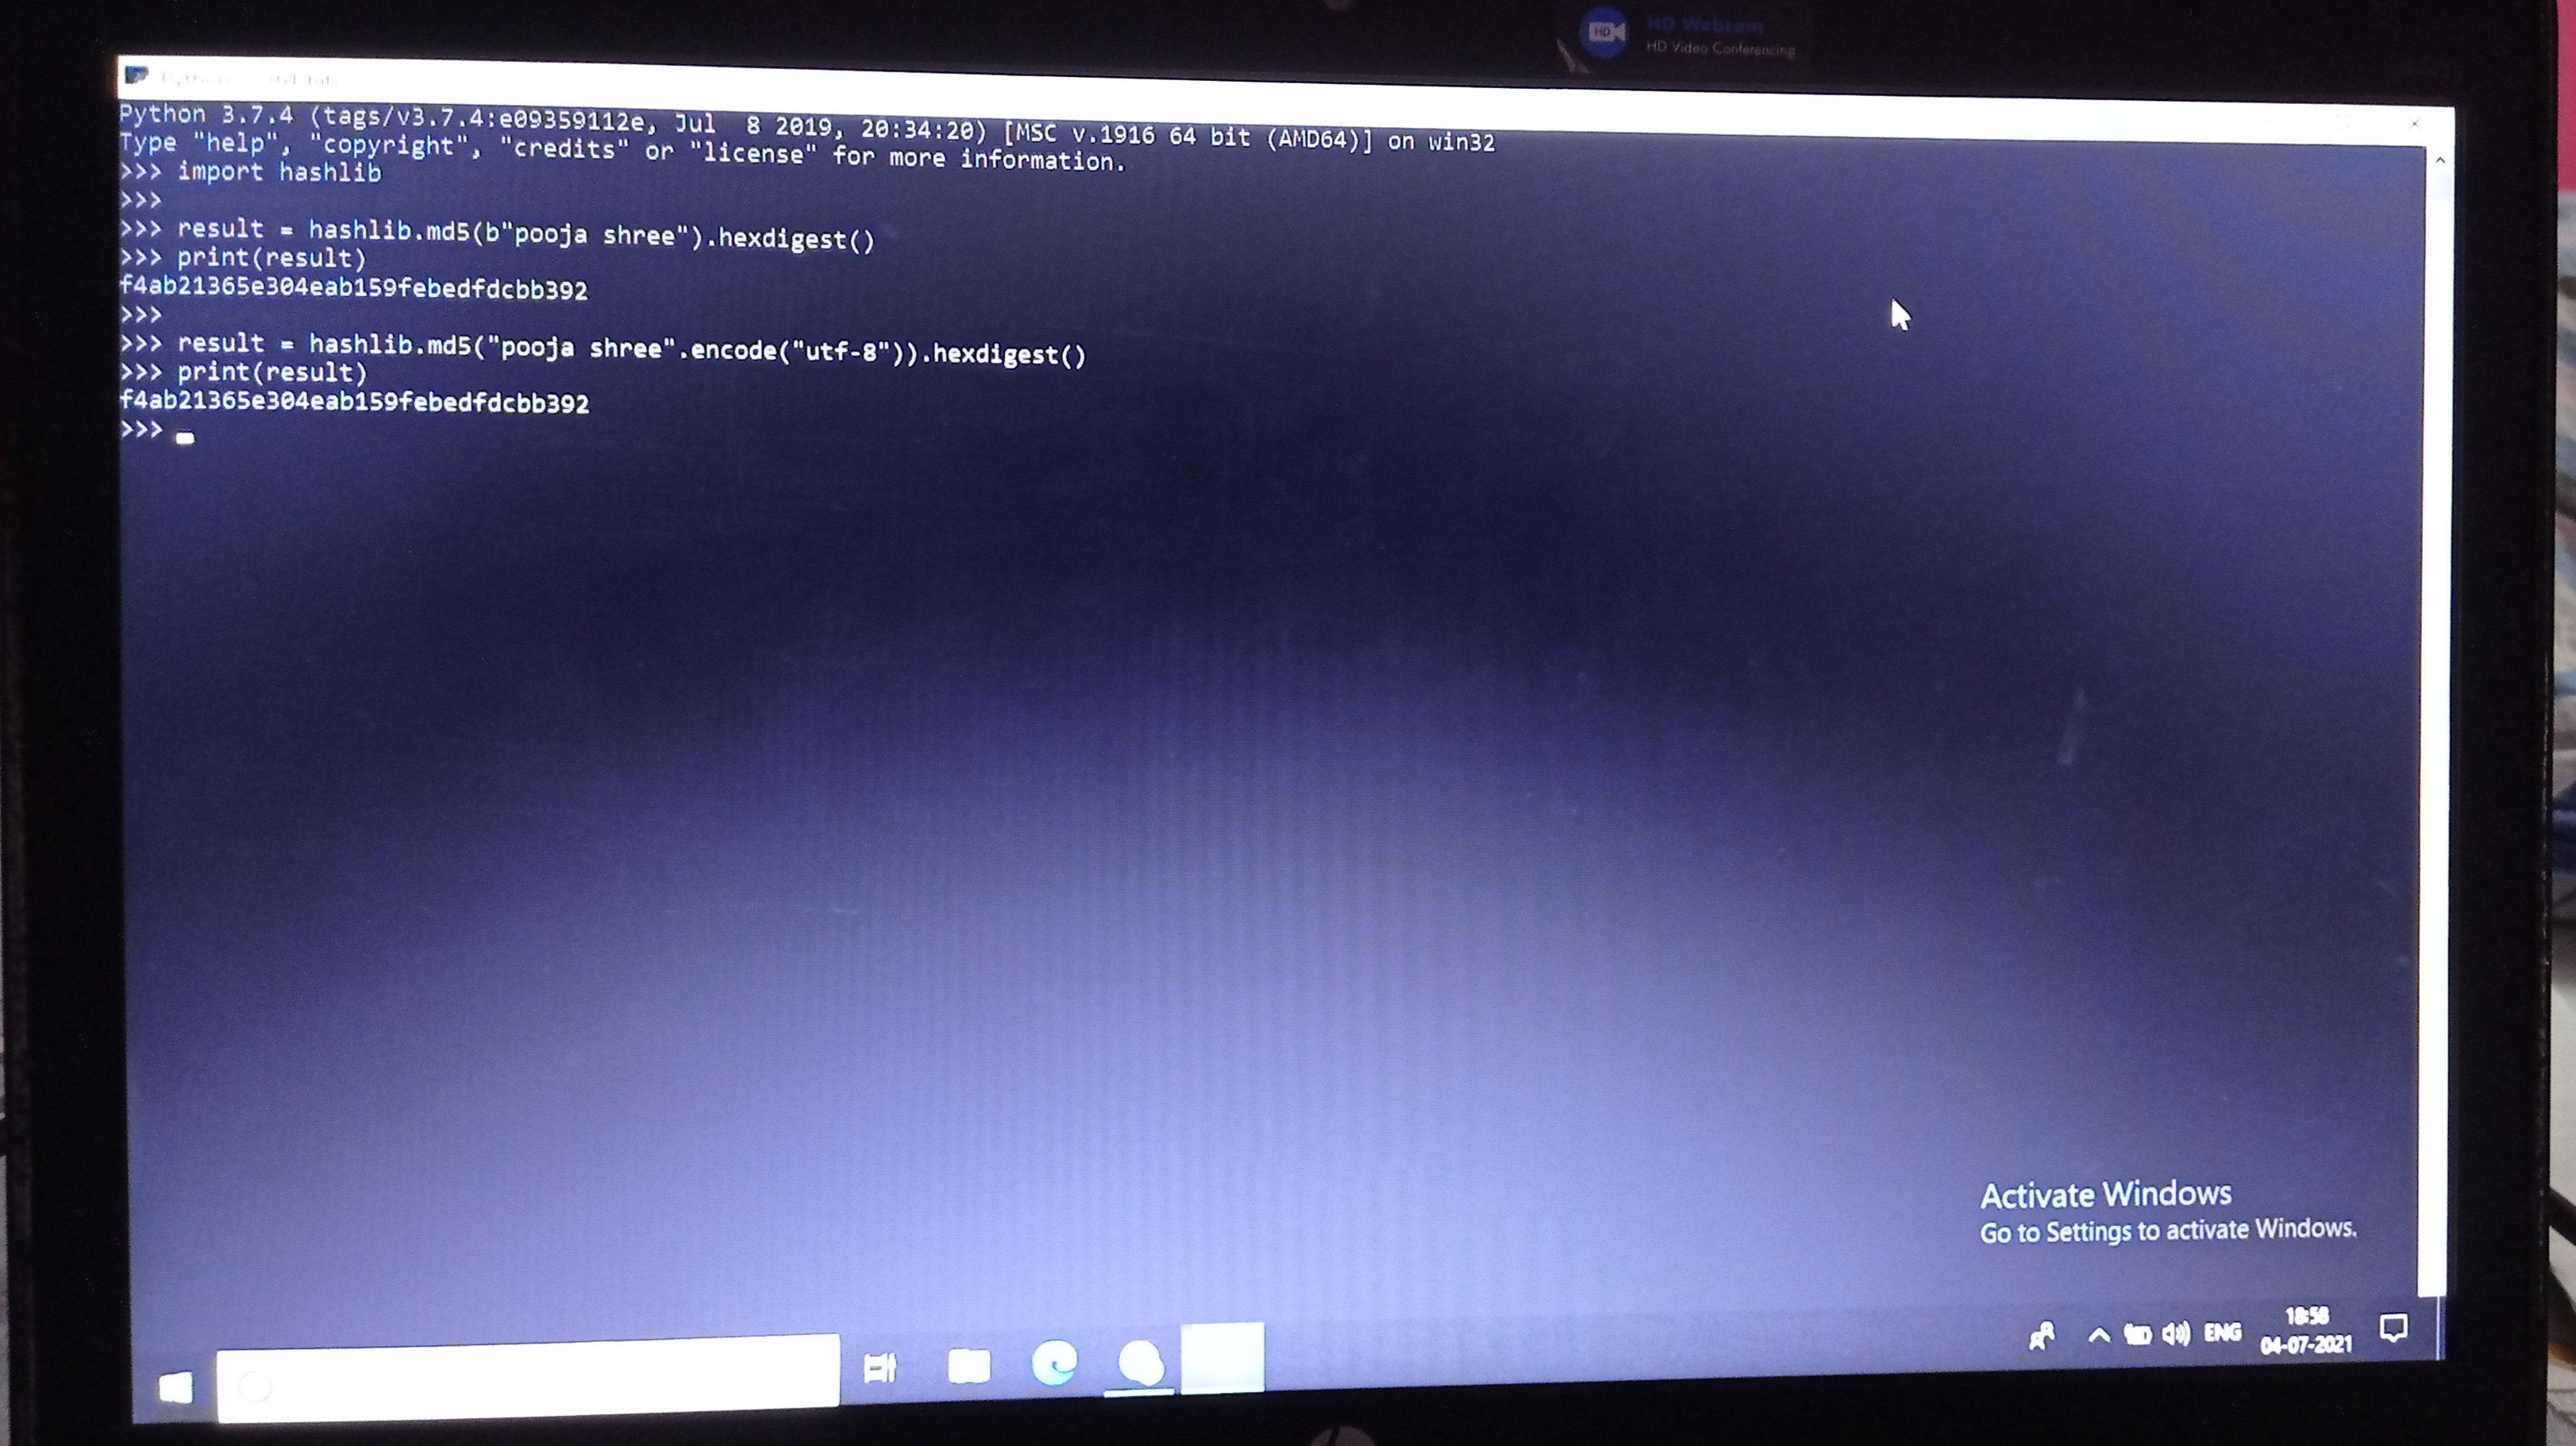 HD
HD Webcam
HD Video Conferencing
Python
Python 3.7.4 (tags/v3.7.4:e09359112e, Jul  8 2019, 20:34:20) [MSC v.1916 64 bit (AMD64)] on win32
Type "help", "copyright", "credits" or "license" for more information.
>>> import hashlib
>>>
>>> result = hashlib.md5(b"pooja shree").hexdigest()
>>> print(result)
f4ab21365e304eab159febedfdcbb392
>>>
>>> result = hashlib.md5("pooja shree".encode("utf-8")).hexdigest()
>>> print(result)
f4ab21365e304eab159febedfdcbb392
>>>
Activate Windows
Go to Settings to activate Windows.
ENG
18:58
04-07-2021